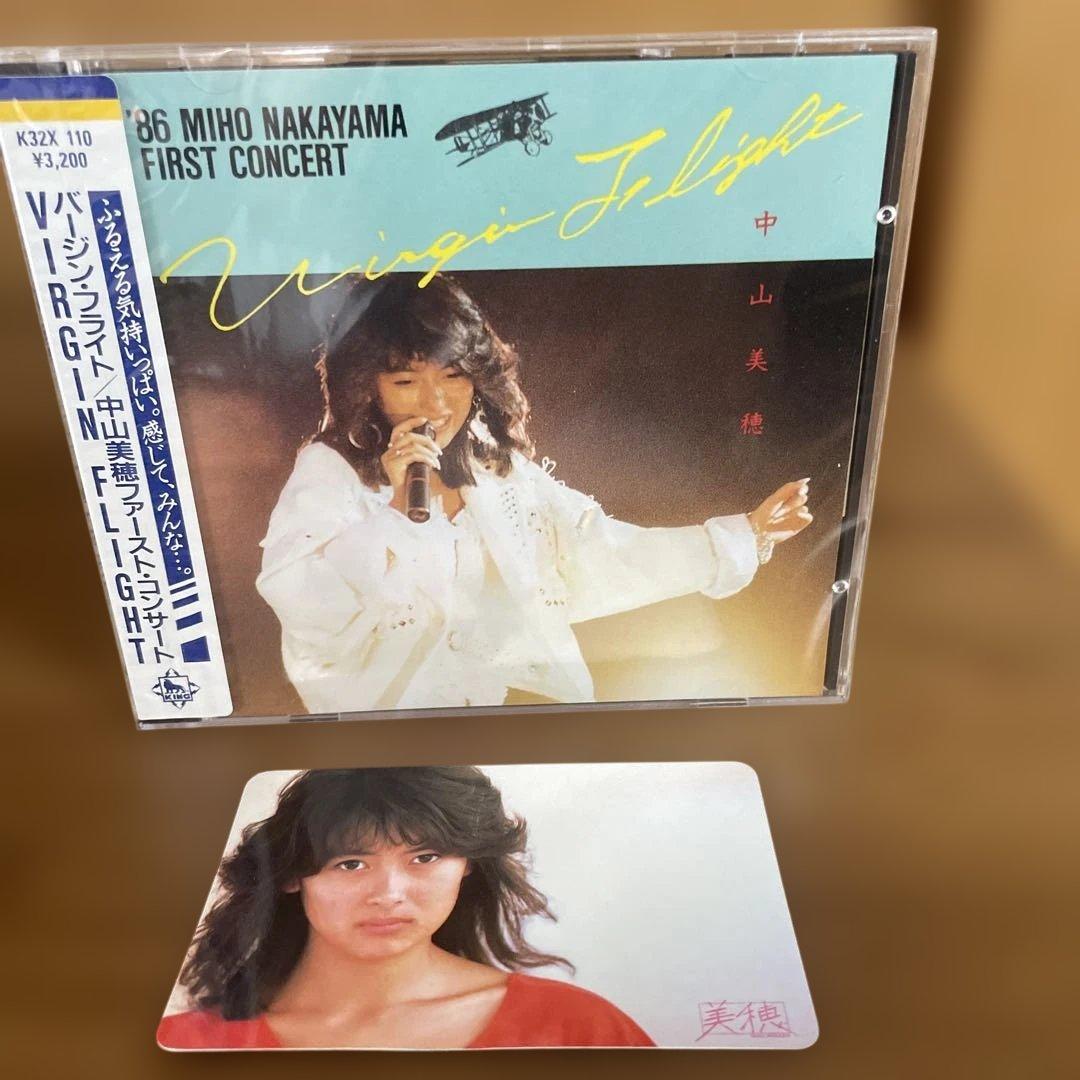 K32X 110
¥3,200
VIRGIN FLIGHT
バージン・フライト/中山美穂ファースト・コンサート
ふるえる気持いっぱい。感じて、みんな…。
KING
'86 MIHO NAKAYAMA
FIRST CONCERT
Virgin Flight
中山美穂
美穂